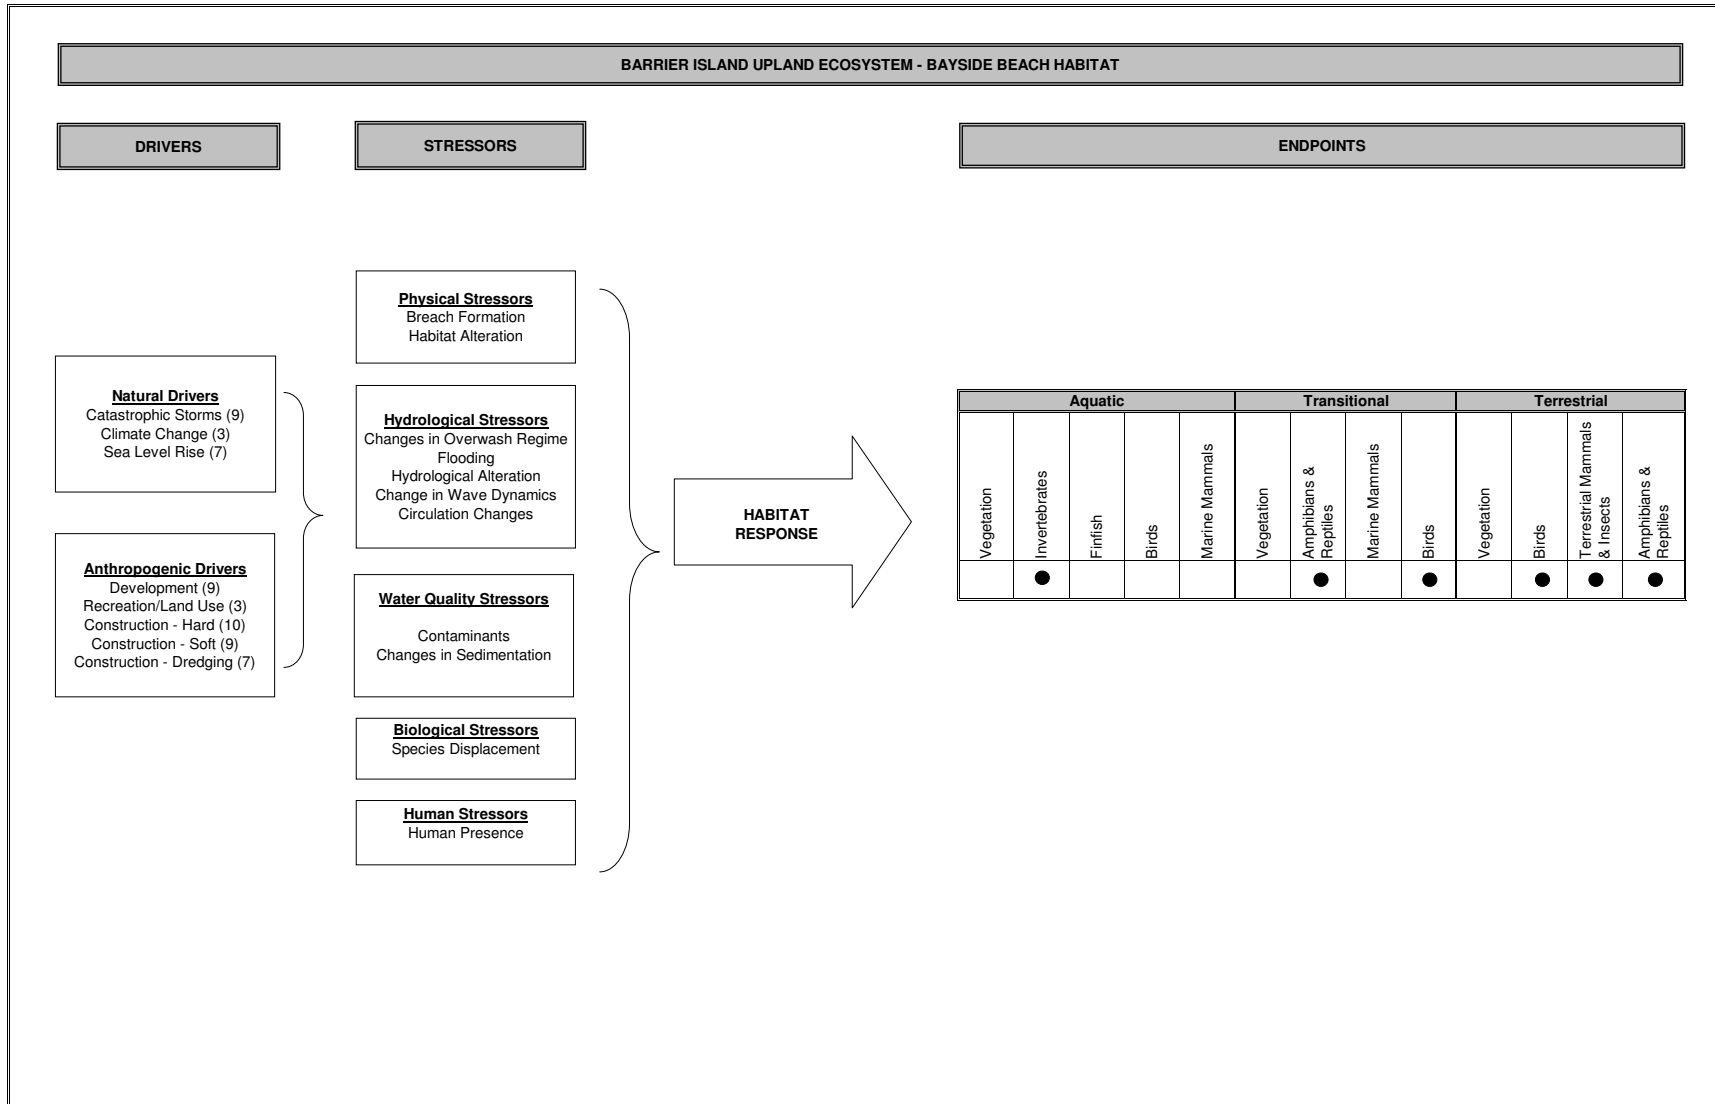 BARRIER ISLAND UPLAND ECOSYSTEM - BAYSIDE BEACH HABITAT
DRIVERS
STRESSORS
ENDPOINTS
Natural Drivers
Catastrophic Storms (9)
Climate Change (3)
Sea Level Rise (7)
Anthropogenic Drivers
Development (9)
Recreation/Land Use (3)
Construction - Hard (10)
Construction - Soft (9)
Construction - Dredging (7)
Physical Stressors
Breach Formation
Habitat Alteration
Hydrological Stressors
Changes in Overwash Regime
Flooding
Hydrological Alteration
Change in Wave Dynamics
Circulation Changes
Water Quality Stressors
Contaminants
Changes in Sedimentation
Biological Stressors
Species Displacement
Human Stressors
Human Presence
HABITAT
RESPONSE
Aquatic
Transitional
Terrestrial
Vegetation
Invertebrates
Finfish
Birds
Marine Mammals
Vegetation
Amphibians &
Reptiles
Marine Mammals
Birds
Vegetation
Birds
Terrestrial Mammals
& Insects
Amphibians &
Reptiles